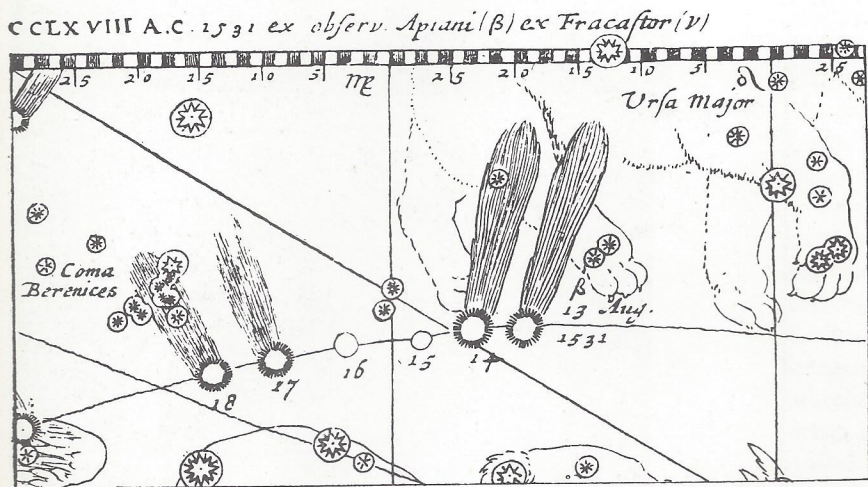 CCLXVIII A.C. 1531 ex observ. Apiani (β) ex Fracastor (ν)
25 20 15 10 5 ♍ 25 20 15 10 5 ♌ 25
Ursa Major
Coma
Berenices
β
13 Aug.
1531
14
15
16
17
18